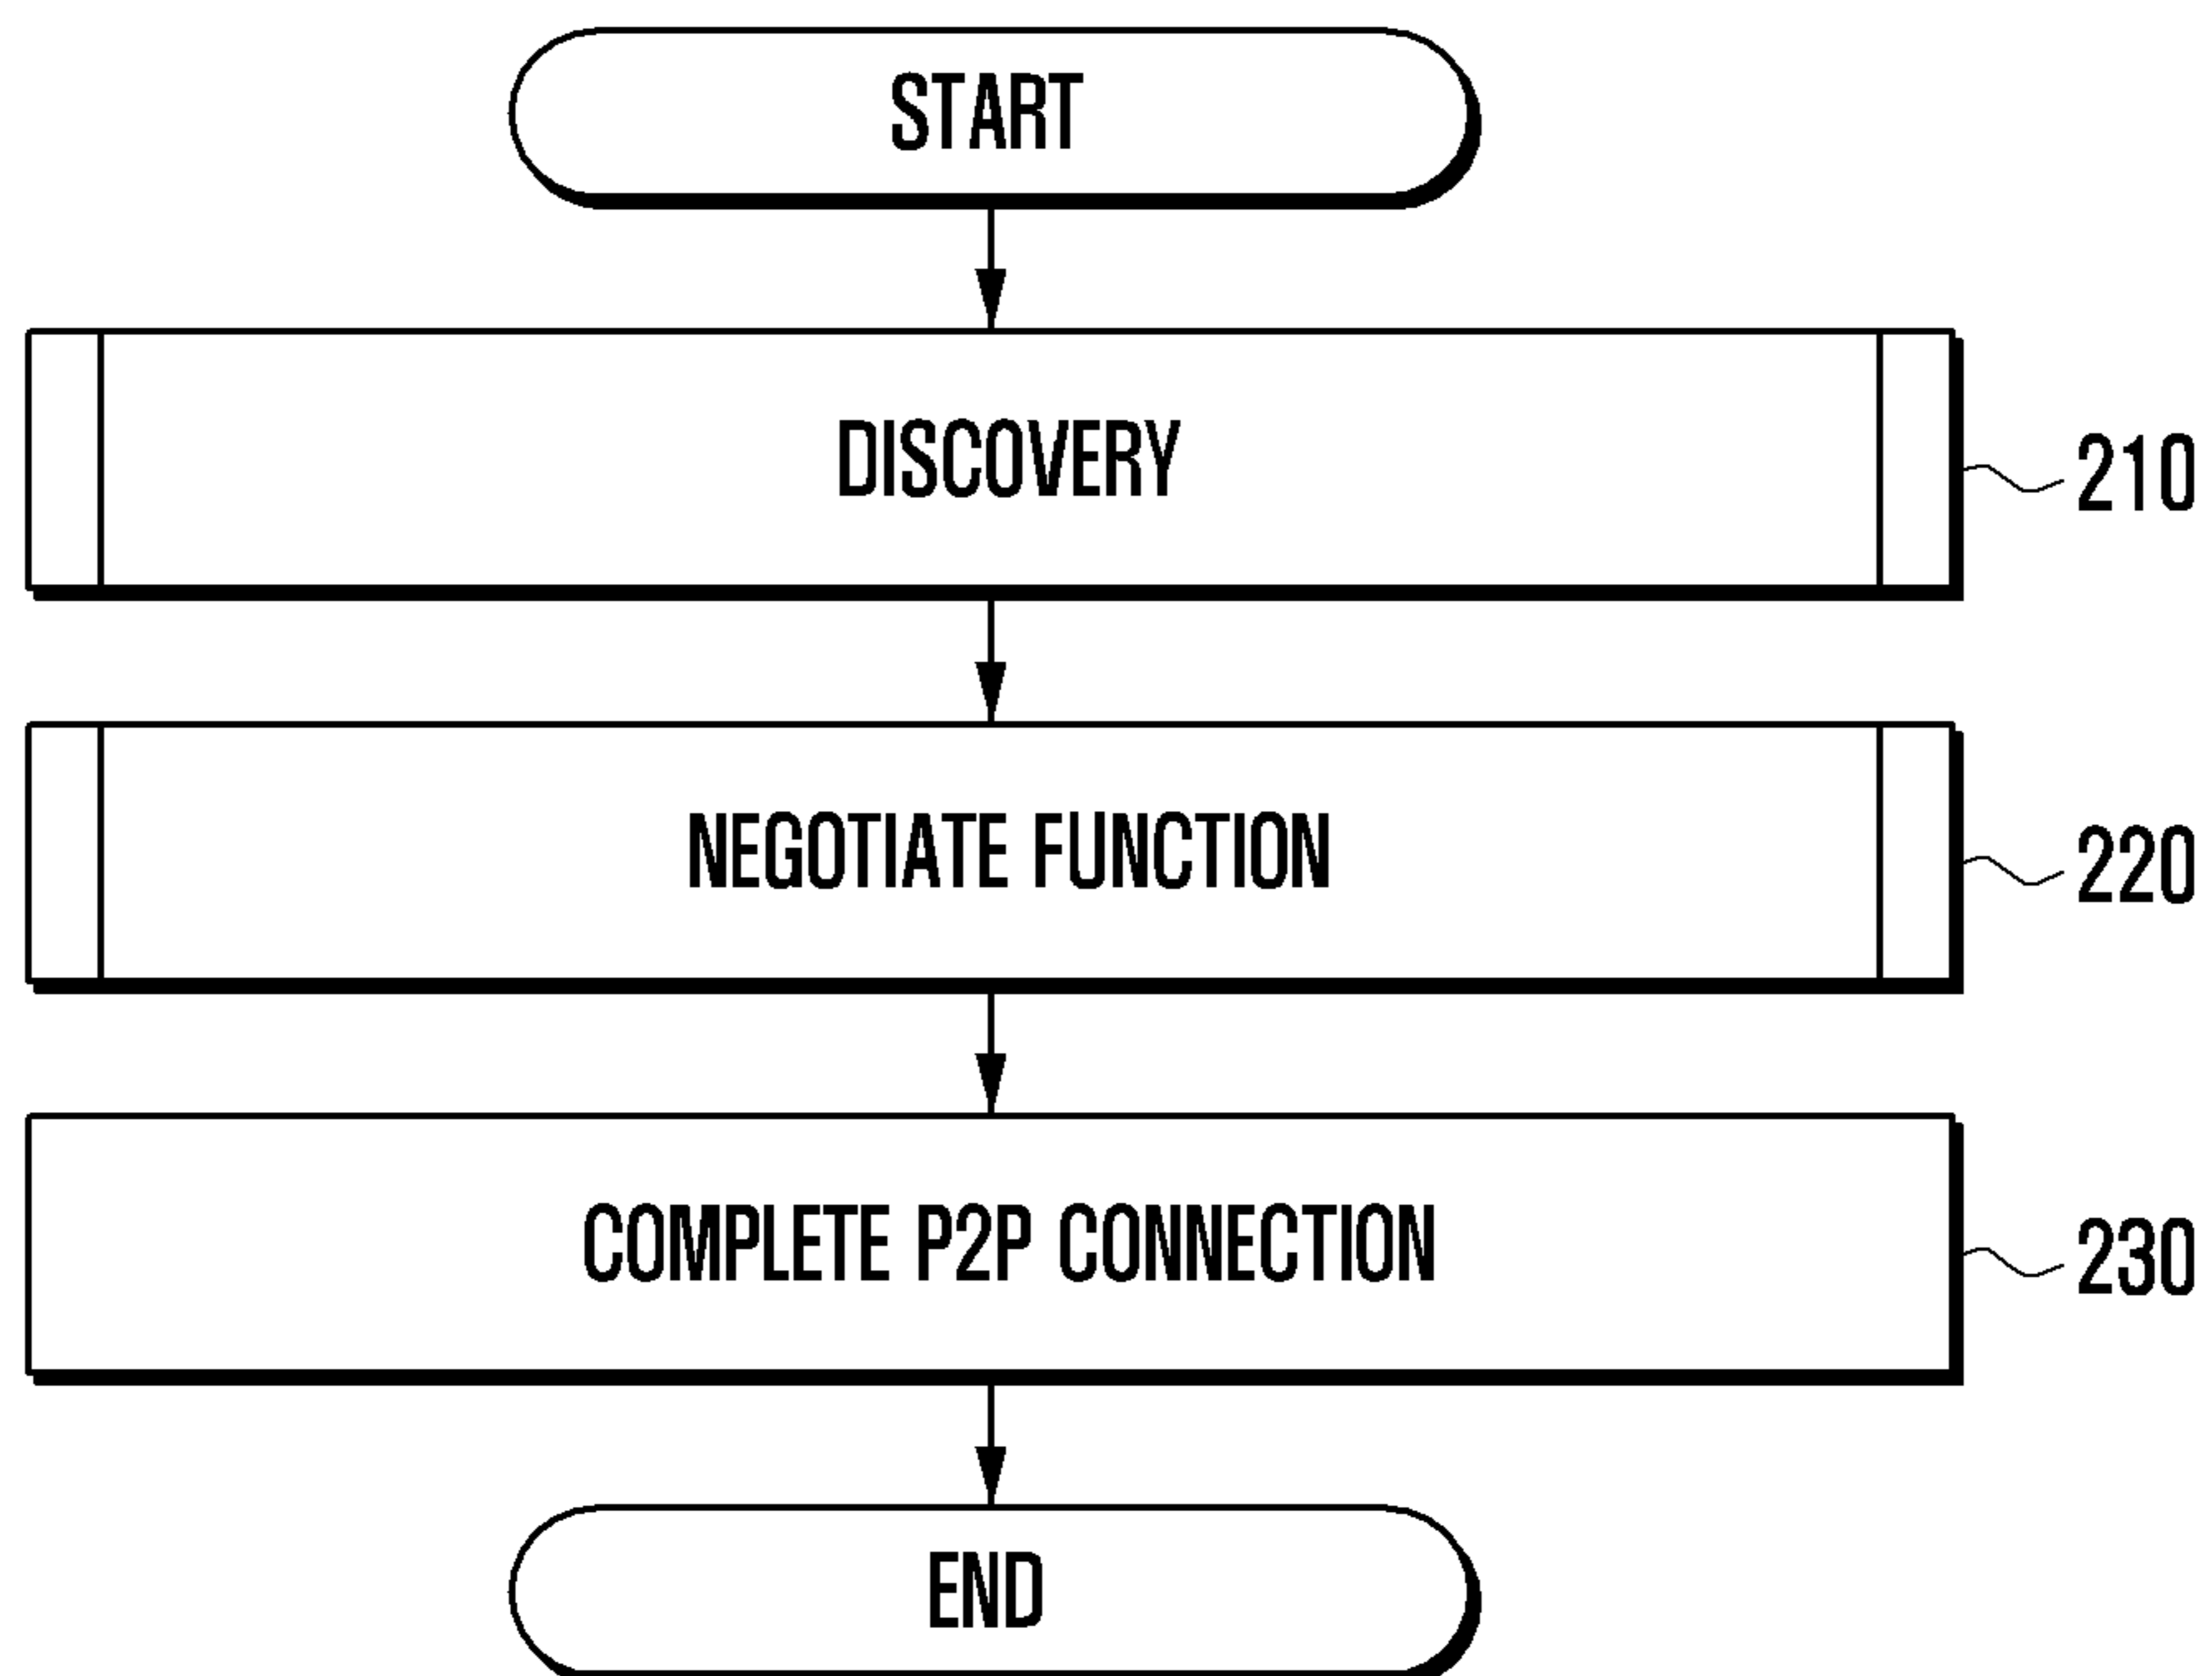 START
DISCOVERY
210
NEGOTIATE FUNCTION
220
COMPLETE P2P CONNECTION
230
END